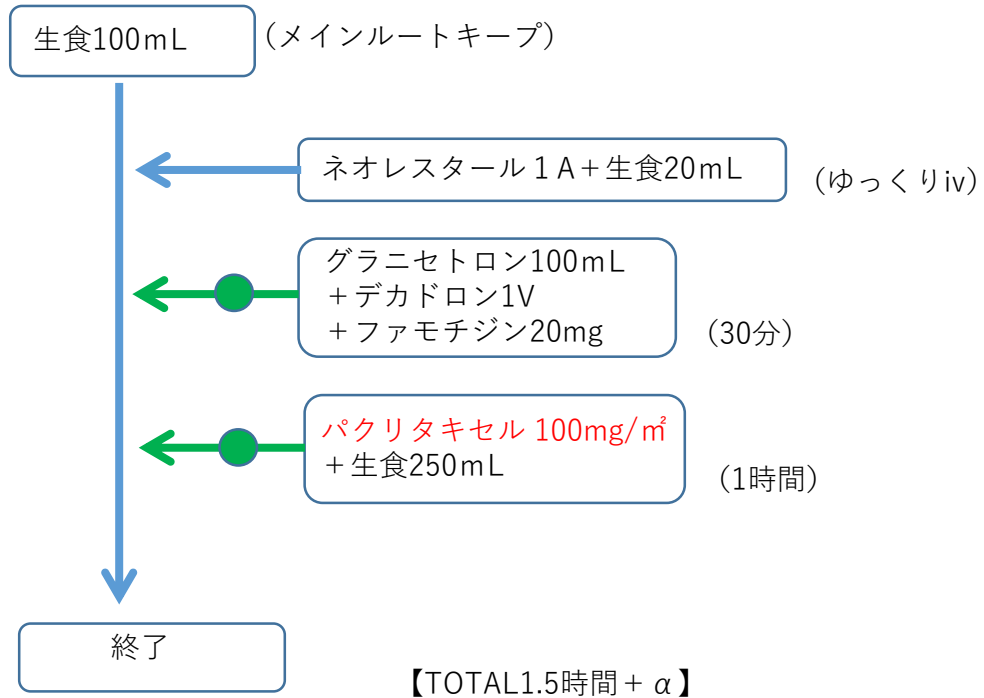 生食100mL
（メインルートキープ）
ネオレスタール１A＋生食20mL
（ゆっくりiv）
グラニセトロン100mL
＋デカドロン1V
＋ファモチジン20mg
（30分）
パクリタキセル 100mg/㎡
＋生食250mL
（1時間）
終了
【TOTAL1.5時間＋α】